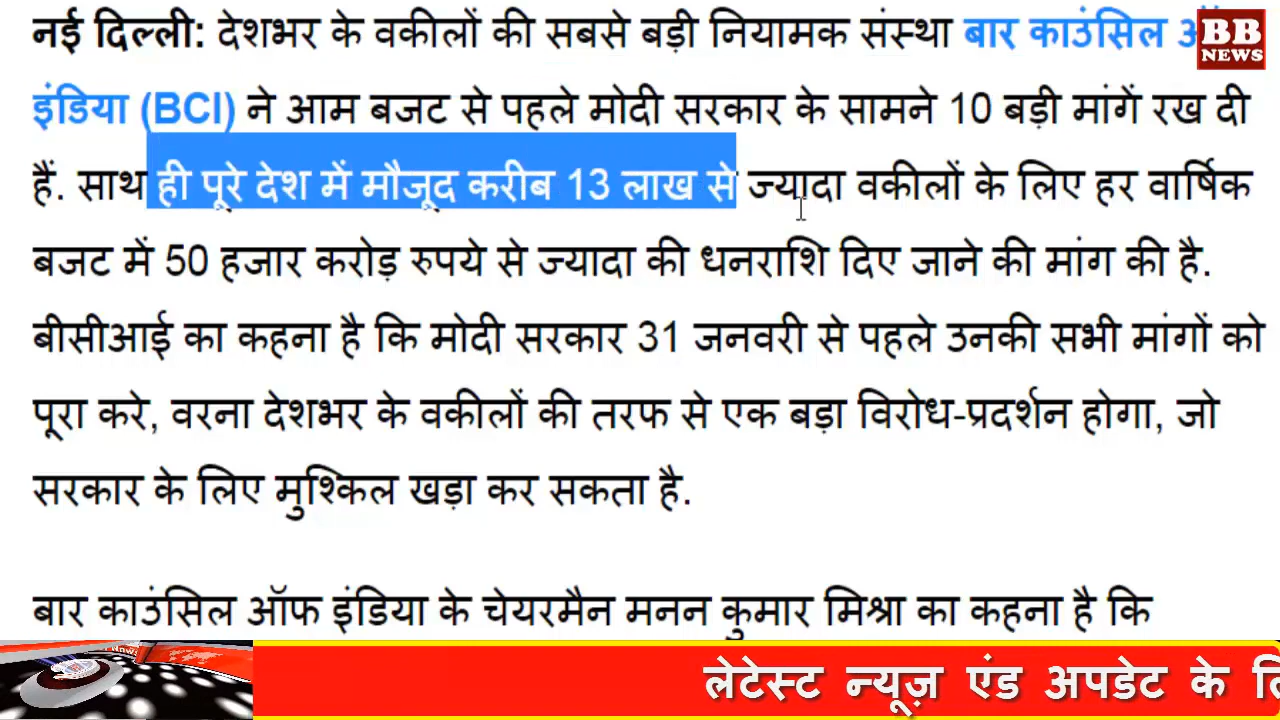 नई दिल्ली: देशभर के वकीलों की सबसे बड़ी नियामक संस्था बार काउंसिल
BB
NEWS
इंडिया (BCI) ने आम बजट से पहले मोदी सरकार के सामने 10 बड़ी मांगें रख दी
हैं. साथ ही पूरे देश में मौजूद करीब 13 लाख से ज्यादा वकीलों के लिए हर वार्षिक
बजट में 50 हजार करोड़ रुपये से ज्यादा की धनराशि दिए जाने की मांग की है.
बीसीआई का कहना है कि मोदी सरकार 31 जनवरी से पहले उनकी सभी मांगों को
पूरा करे, वरना देशभर के वकीलों की तरफ से एक बड़ा विरोध-प्रदर्शन होगा, जो
सरकार के लिए मुश्किल खड़ा कर सकता है.
बार काउंसिल ऑफ इंडिया के चेयरमैन मनन कुमार मिश्रा का कहना है कि
लेटेस्ट न्यूज़ एंड अपडेट के